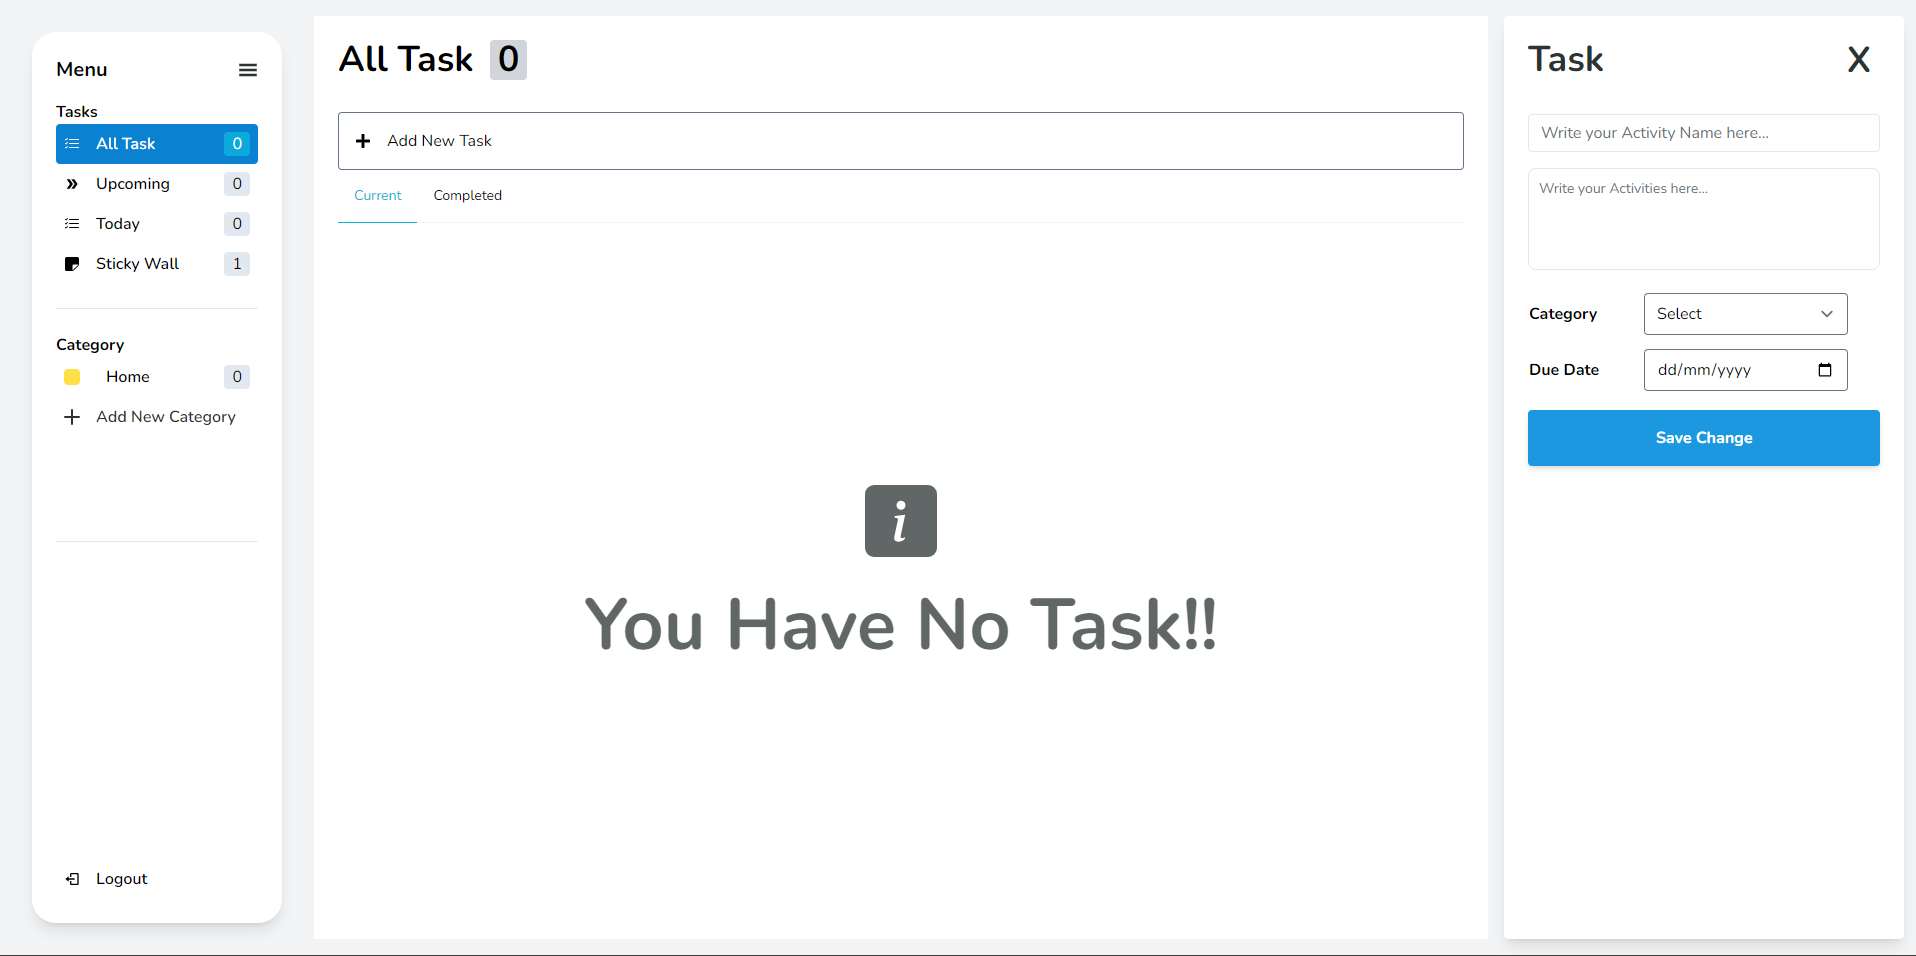 Menu
Tasks
All Task 0
Upcoming 0
Today 0
Sticky Wall 1
Category
Home 0
Add New Category
Logout
All Task 0
Add New Task
Current Completed
i
You Have No Task!!
Task X
Write your Activity Name here...
Write your Activities here...
Category Select
Due Date dd/mm/yyyy
Save Change